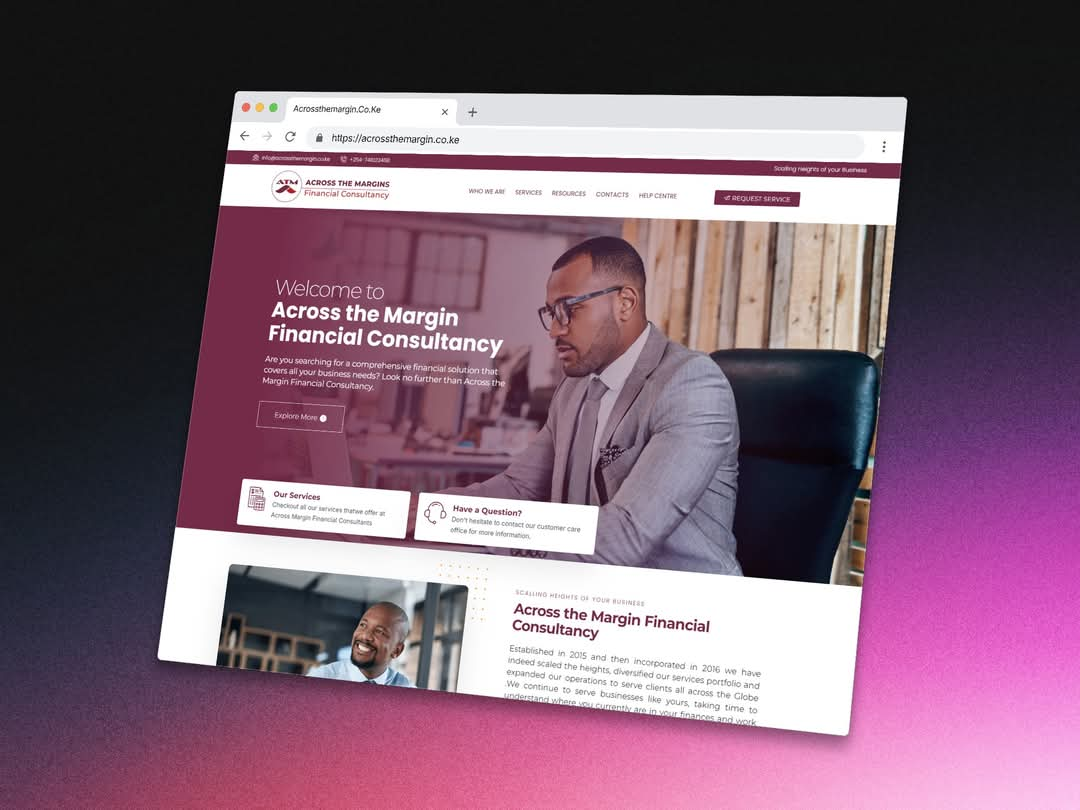 Acrossthemargin.Co.Ke
https://acrossthemargin.co.ke
info@acrossthemargin.co.ke
Scalling Heights of your Business
ATM
ACROSS THE MARGINS
Financial Consultancy
WHO WE ARE SERVICES RESOURCES CONTACTS HELP CENTRE
REQUEST SERVICE
Welcome to
Across the Margin
Financial Consultancy
Are you searching for a comprehensive financial solution that
covers all your business needs? Look no further than Across the
Margin Financial Consultancy.
Explore More
Our Services
Checkout all our services thatwe offer at
Across Margin Financial Consultants
Have a Question?
Don't hesitate to contact our customer care
office for more information.
SCALLING HEIGHTS OF YOUR BUSINESS
Across the Margin Financial
Consultancy
Established in 2015 and then incorporated in 2016 we have
indeed scaled the heights, diversified our services portfolio and
expanded our operations to serve clients all across the Globe
.We continue to serve businesses like yours, taking time to
understand where you currently are in your finances and work